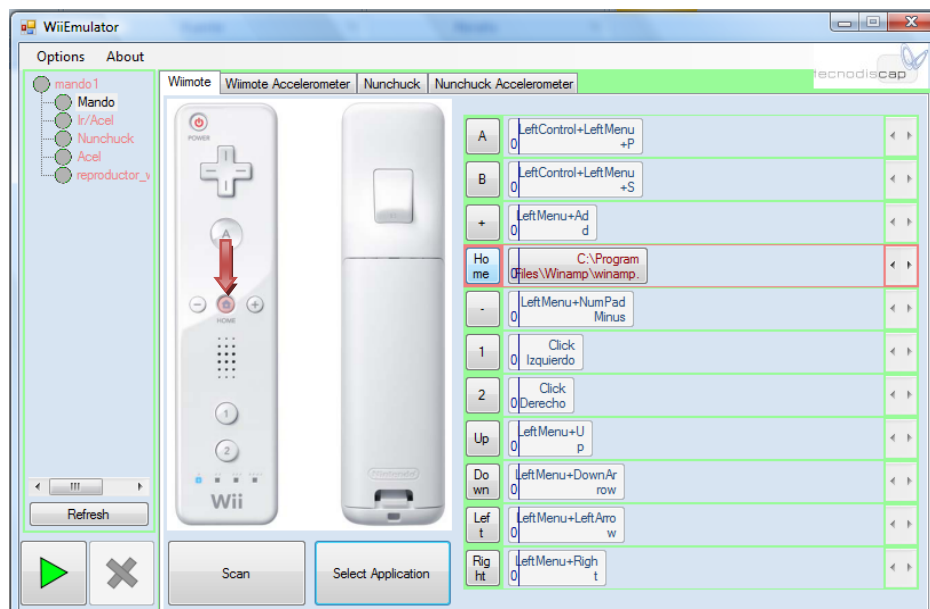 WiiEmulator
Options About
tecnodiscap
mando1
Mando
Ir/Acel
Nunchuck
Acel
reproductor_v
Refresh
Wiimote Wiimote Accelerometer Nunchuck Nunchuck Accelerometer
POWER
A
HOME
1
2
Wii
Nintendo
A LeftControl+LeftMenu
0 +P
B LeftControl+LeftMenu
0 +S
+ LeftMenu+Ad
0 d
Ho C:\Program
me 0 Files\Winamp\winamp.
- LeftMenu+NumPad
0 Minus
1 Click
0 Izquierdo
2 Click
0 Derecho
Up LeftMenu+U
0 p
Do LeftMenu+DownAr
wn 0 row
Lef LeftMenu+LeftArro
t 0 w
Rig LeftMenu+Righ
ht 0 t
Scan Select Application